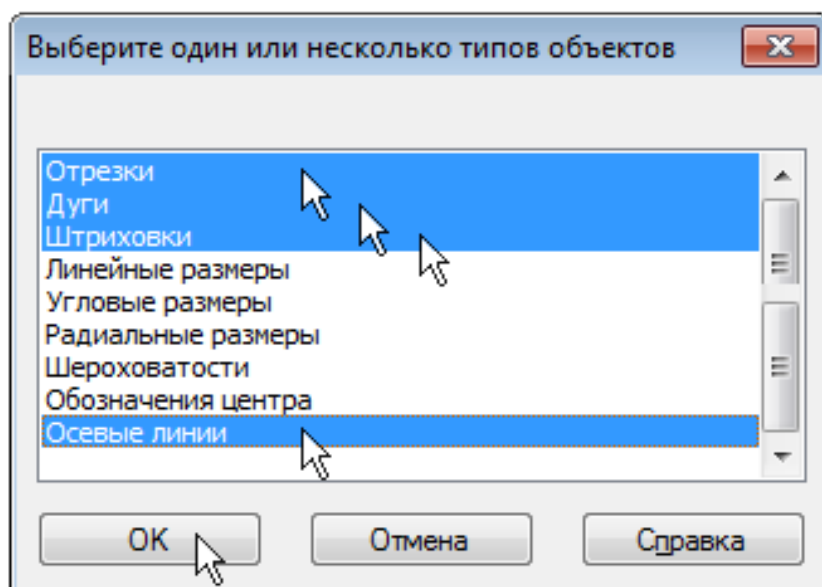 Выберите один или несколько типов объектов
Отрезки
Дуги
Штриховки
Линейные размеры
Угловые размеры
Радиальные размеры
Шероховатости
Обозначения центра
Осевые линии
OK Отмена Справка